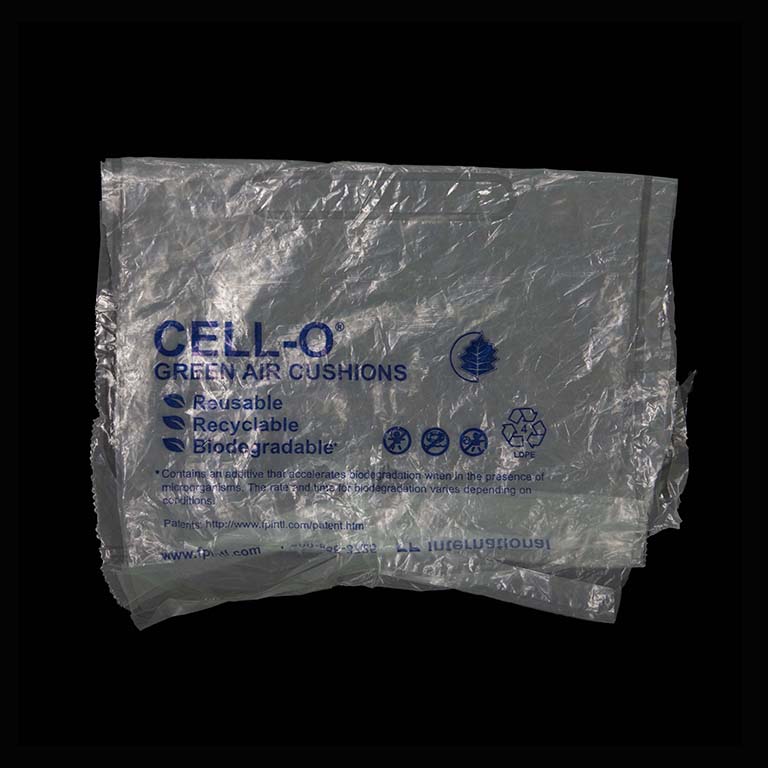 CELL-O®
GREEN AIR CUSHIONS
Reusable
Recyclable
Biodegradable*
4
LDPE
* Contains an additive that accelerates biodegradation when in the presence of
microorganisms. The rate and time for biodegradation varies depending on
conditions.
Patents: http://www.fpintl.com/patent.htm
www.fpintl.com FP International